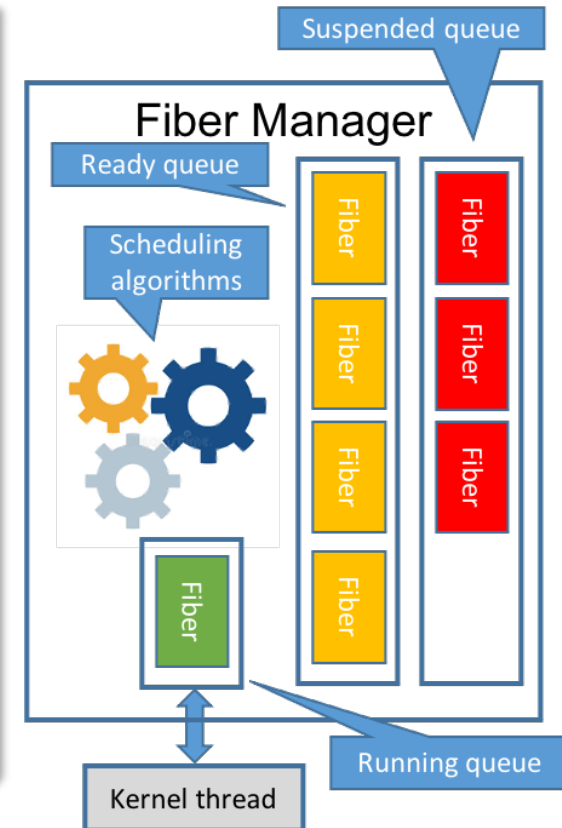 Suspended queue
Fiber Manager
Ready queue
Scheduling
algorithms
Fiber
Fiber
Fiber
Fiber
Fiber
Fiber
Fiber
Fiber
Running queue
Kernel thread